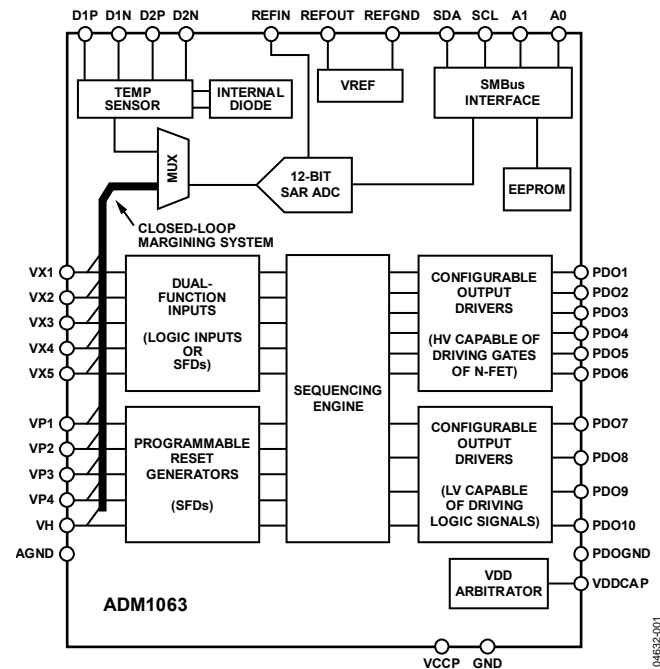 D1P D1N D2P D2N REFIN REFOUT REFGND SDA SCL A1 A0
TEMP
SENSOR
INTERNAL
DIODE
VREF
SMBus
INTERFACE
MUX
12-BIT
SAR ADC
EEPROM
CLOSED-LOOP
MARGINING SYSTEM
VX1
VX2
VX3
VX4
VX5
DUAL-
FUNCTION
INPUTS
(LOGIC INPUTS
OR
SFDs)
SEQUENCING
ENGINE
CONFIGURABLE
OUTPUT
DRIVERS
(HV CAPABLE OF
DRIVING GATES
OF N-FET)
PDO1
PDO2
PDO3
PDO4
PDO5
PDO6
VP1
VP2
VP3
VP4
VH
AGND
PROGRAMMABLE
RESET
GENERATORS
(SFDs)
CONFIGURABLE
OUTPUT
DRIVERS
(LV CAPABLE
OF DRIVING
LOGIC SIGNALS)
PDO7
PDO8
PDO9
PDO10
PDOGND
VDD
ARBITRATOR
VDDCAP
ADM1063
VCCP GND
04632-001